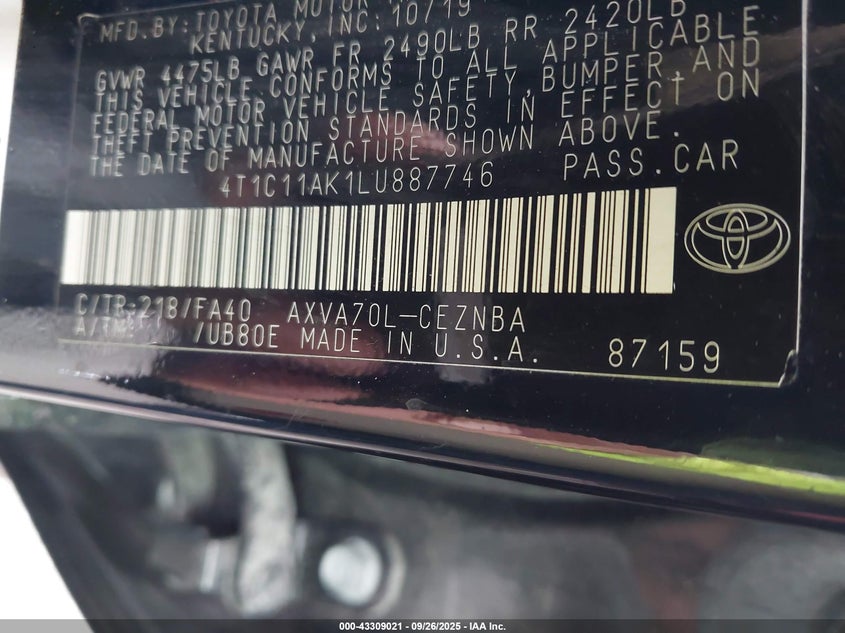 MFD.BY: TOYOTA MOTOR
KENTUCKY, INC. 10/19
GVWR 4475LB GAWR FR 2490LB RR 2420LB
THIS VEHICLE CONFORMS TO ALL APPLICABLE
FEDERAL MOTOR VEHICLE SAFETY, BUMPER, AND
THEFT PREVENTION STANDARDS IN EFFECT ON
THE DATE OF MANUFACTURE SHOWN ABOVE.
4T1C11AK1LU887746 PASS.CAR
C/TR:218/FA40 AXVA70L-CEZNBA
A/TM: /UB80E MADE IN U.S.A. 87159
000-43309021 - 09/26/2025 - IAA Inc.